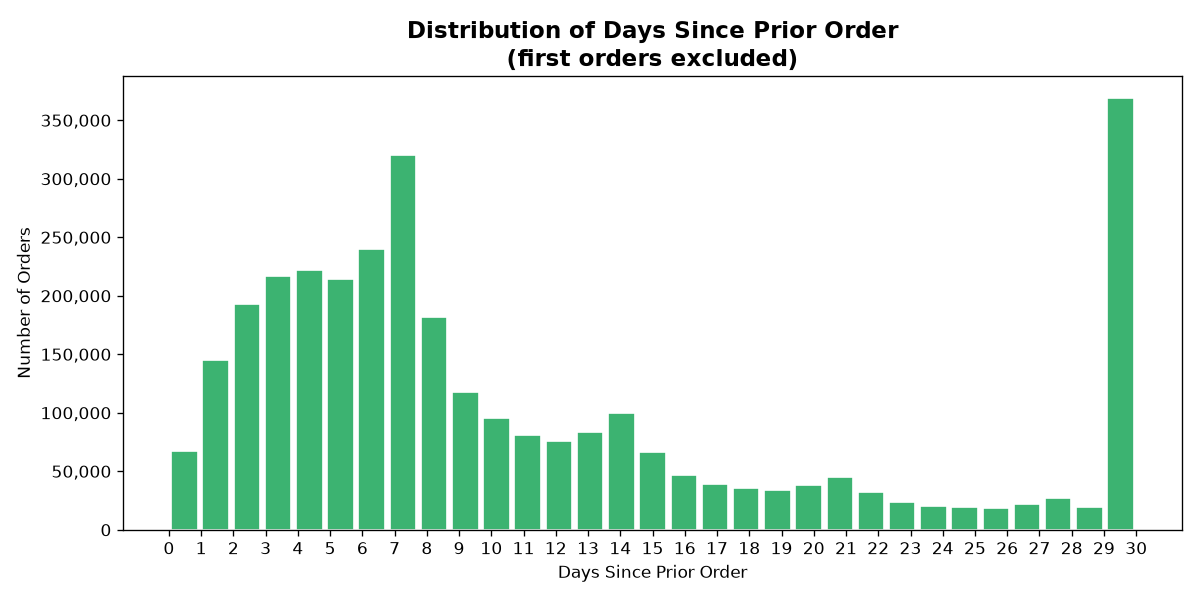 Distribution of Days Since Prior Order
(first orders excluded)
350,000
300,000
250,000
200,000
150,000
100,000
50,000
0
Number of Orders
0 1 2 3 4 5 6 7 8 9 10 11 12 13 14 15 16 17 18 19 20 21 22 23 24 25 26 27 28 29 30
Days Since Prior Order